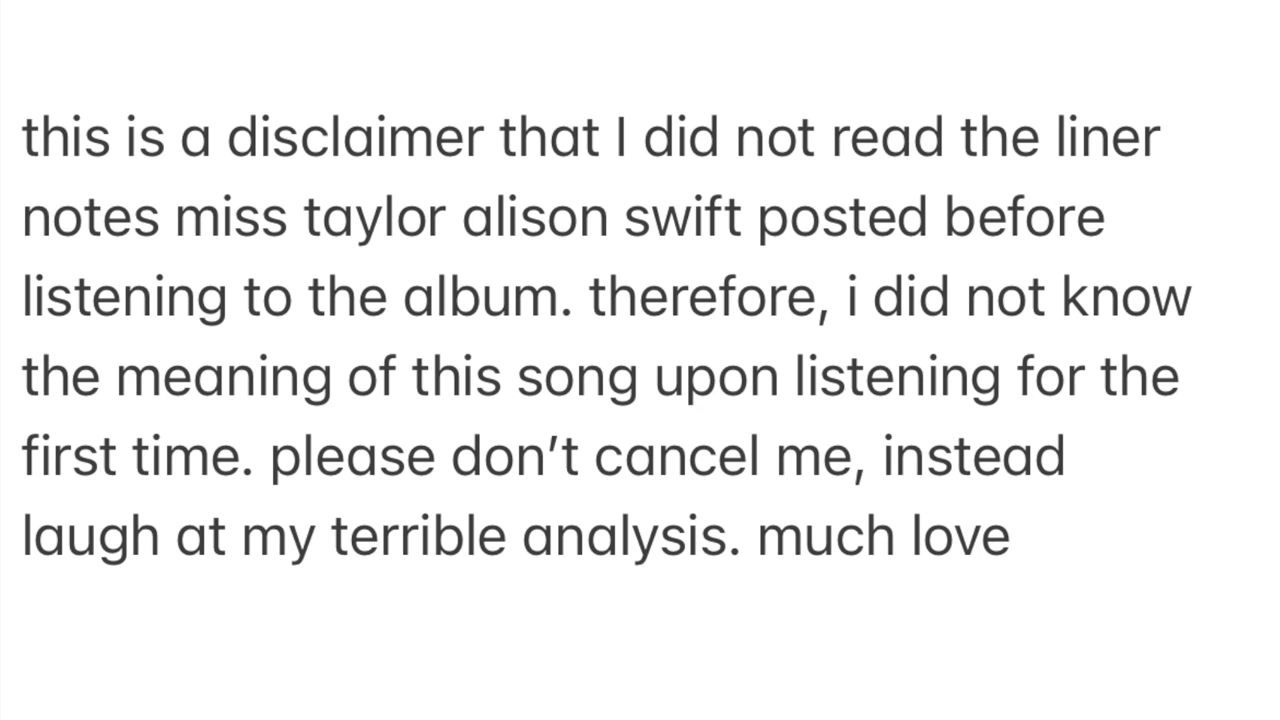 this is a disclaimer that I did not read the liner
notes miss taylor alison swift posted before
listening to the album. therefore, i did not know
the meaning of this song upon listening for the
first time. please don’t cancel me, instead
laugh at my terrible analysis. much love